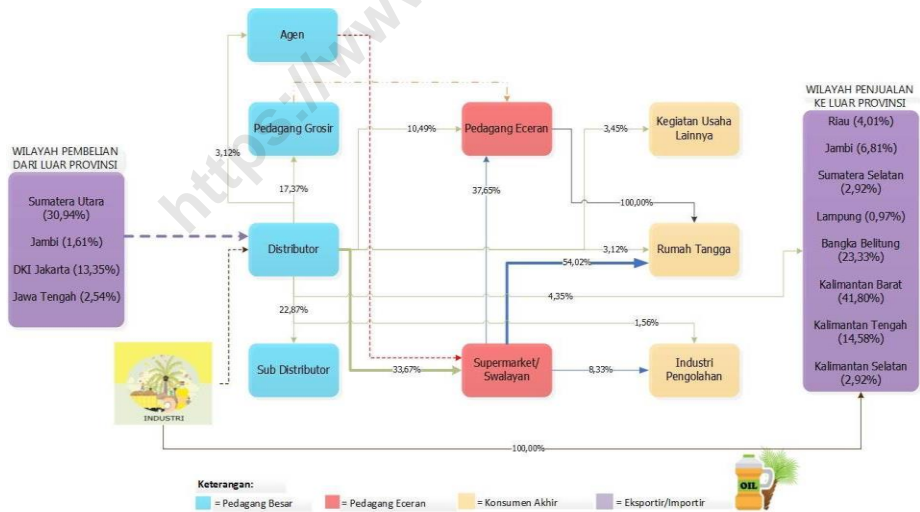 WILAYAH PEMBELIAN
DARI LUAR PROVINSI
Sumatera Utara
(30,94%)
Jambi (1,61%)
DKI Jakarta (13,35%)
Jawa Tengah (2,54%)
INDUSTRI
Agen
Pedagang Grosir
3,12%
17,37%
Distributor
22,87%
Sub Distributor
10,49%
Pedagang Eceran
37,65%
100,00%
54,02%
4,35%
33,67%
Supermarket/
Swalayan
8,33%
3,45%
Kegiatan Usaha
Lainnya
3,12%
Rumah Tangga
1,56%
Industri
Pengolahan
100,00%
WILAYAH PENJUALAN
KE LUAR PROVINSI
Riau (4,01%)
Jambi (6,81%)
Sumatera Selatan
(2,92%)
Lampung (0,97%)
Bangka Belitung
(23,33%)
Kalimantan Barat
(41,80%)
Kalimantan Tengah
(14,58%)
Kalimantan Selatan
(2,92%)
OIL
Keterangan:
= Pedagang Besar
= Pedagang Eceran
= Konsumen Akhir
= Eksportir/Importir
https://www